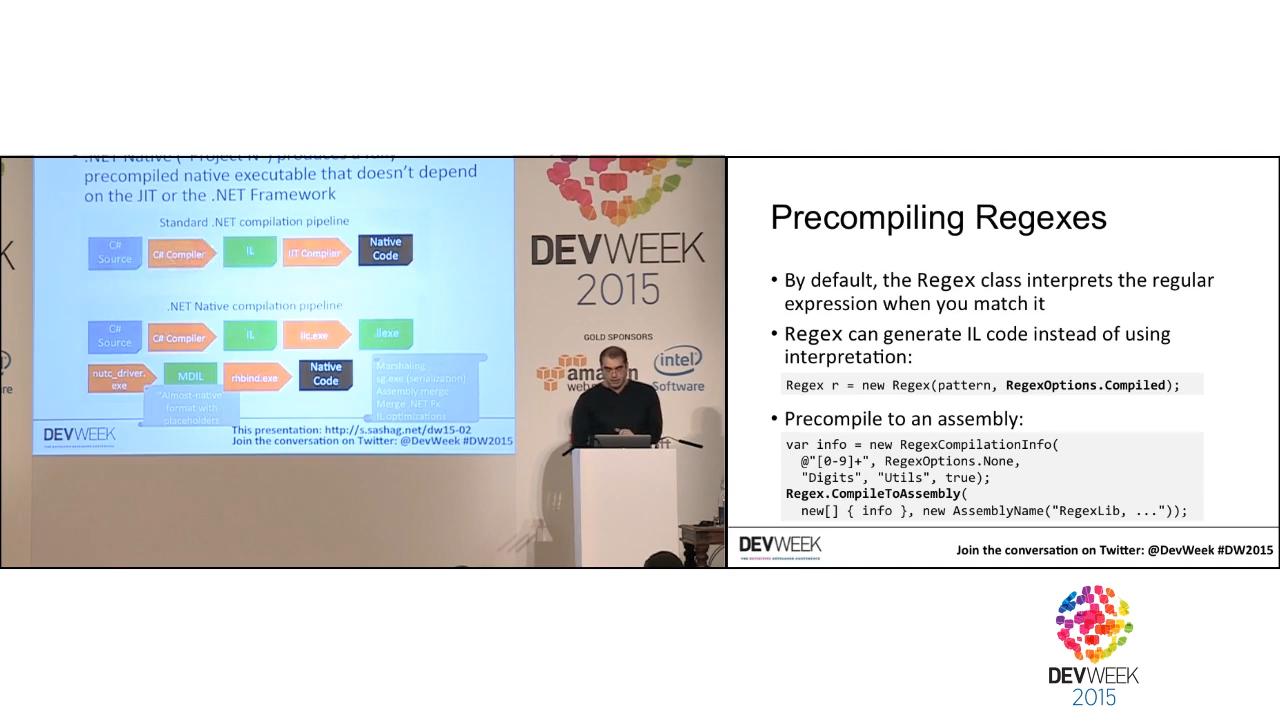 .NET Native ("Project N") produces a fully
precompiled native executable that doesn't depend
on the JIT or the .NET Framework
Standard .NET compilation pipeline
C# Source
C# Compiler
IL
JIT Compiler
Native Code
.NET Native compilation pipeline
C# Source
C# Compiler
IL
ilc.exe
.ilexe
nutc_driver.exe
MDIL
rhbind.exe
Native Code
"Almost-native"
format with
placeholders
Marshaling
sg.exe (serialization)
Assembly merge
Merge .NET Fx
IL optimizations
DEVWEEK
This presentation: http://s.sashag.net/dw15-02
Join the conversation on Twitter: @DevWeek #DW2015
DEVWEEK
2015
GOLD SPONSORS
amazon
web
intel
Software
Precompiling Regexes
• By default, the Regex class interprets the regular
expression when you match it
• Regex can generate IL code instead of using
interpretation:
Regex r = new Regex(pattern, RegexOptions.Compiled);
• Precompile to an assembly:
var info = new RegexCompilationInfo(
@"[0-9]+", RegexOptions.None,
"Digits", "Utils", true);
Regex.CompileToAssembly(
new[] { info }, new AssemblyName("RegexLib, ..."));
DEVWEEK
Join the conversation on Twitter: @DevWeek #DW2015
DEVWEEK
2015